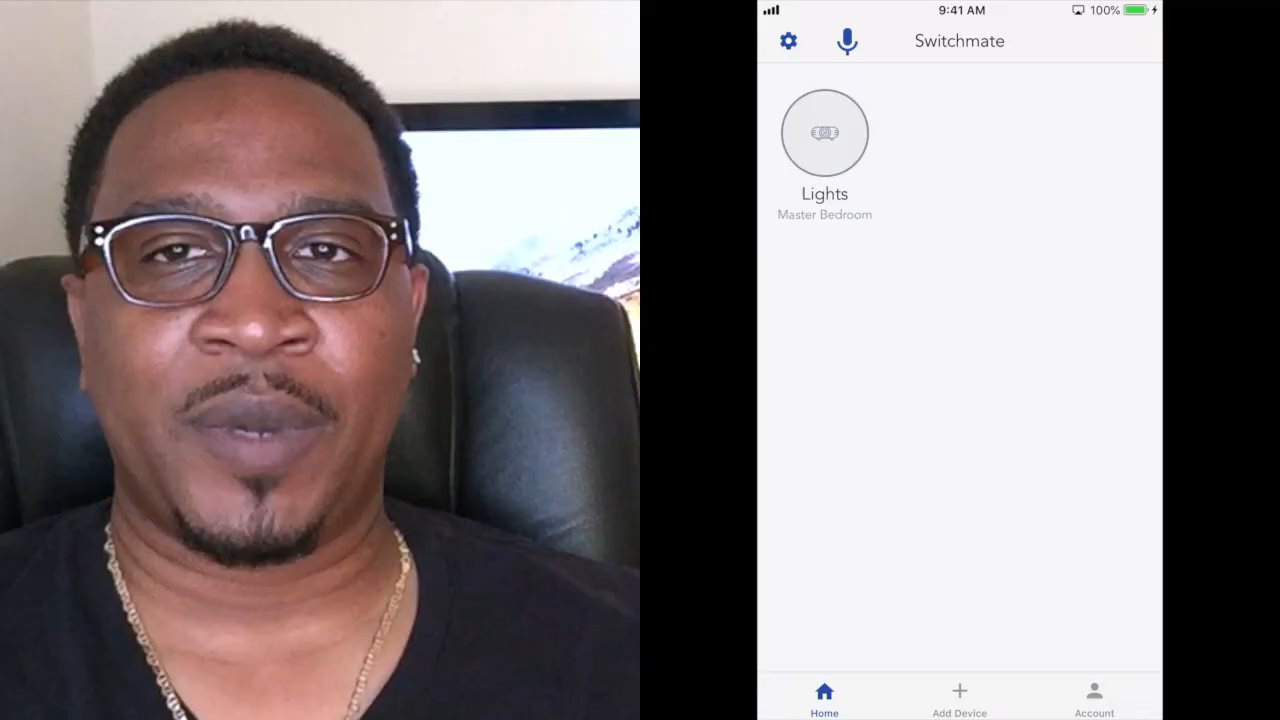 9:41 AM
100%
Switchmate
Lights
Master Bedroom
Home
Add Device
Account